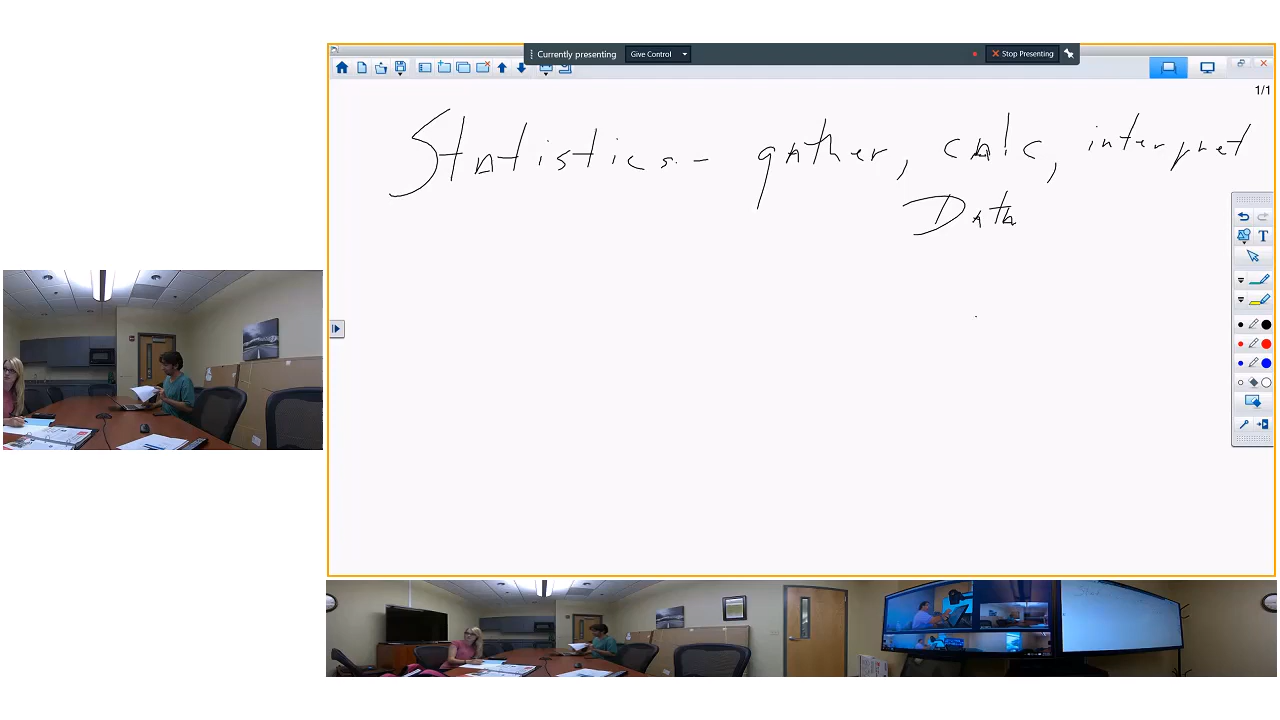 Currently presenting
Give Control
Stop Presenting
1/1
Statistics - gather, calc, interpret
Data
T